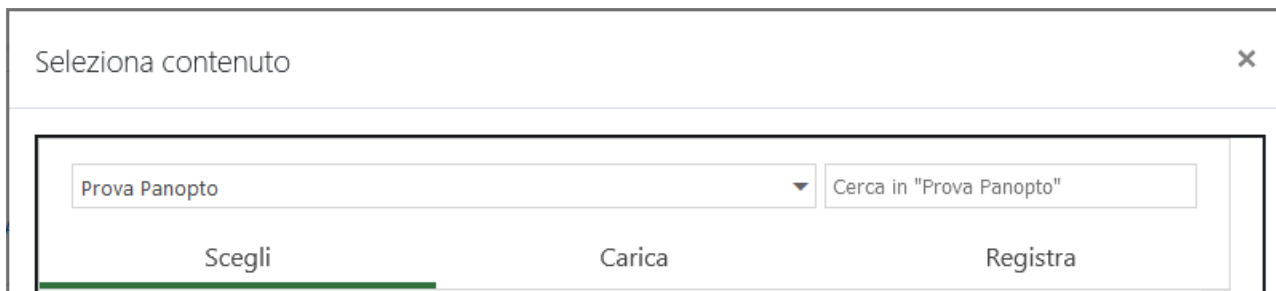 Seleziona contenuto ×
Prova Panopto Cerca in "Prova Panopto"
Scegli Carica Registra